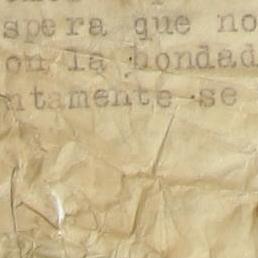 spera que no
on la bondad
ntamente se